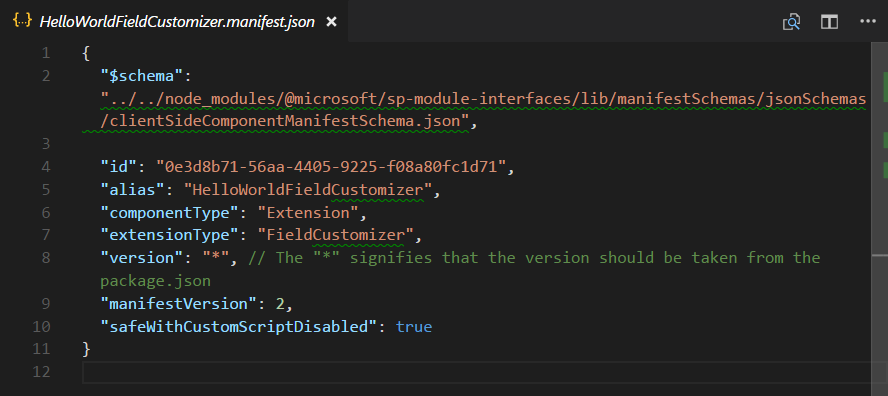 {..} HelloWorldFieldCustomizer.manifest.json ×
1 {
2 "$schema":
"../../node_modules/@microsoft/sp-module-interfaces/lib/manifestSchemas/jsonSchemas
/clientSideComponentManifestSchema.json",
3
4 "id": "0e3d8b71-56aa-4405-9225-f08a80fc1d71",
5 "alias": "HelloWorldFieldCustomizer",
6 "componentType": "Extension",
7 "extensionType": "FieldCustomizer",
8 "version": "*", // The "*" signifies that the version should be taken from the
package.json
9 "manifestVersion": 2,
10 "safeWithCustomScriptDisabled": true
11 }
12